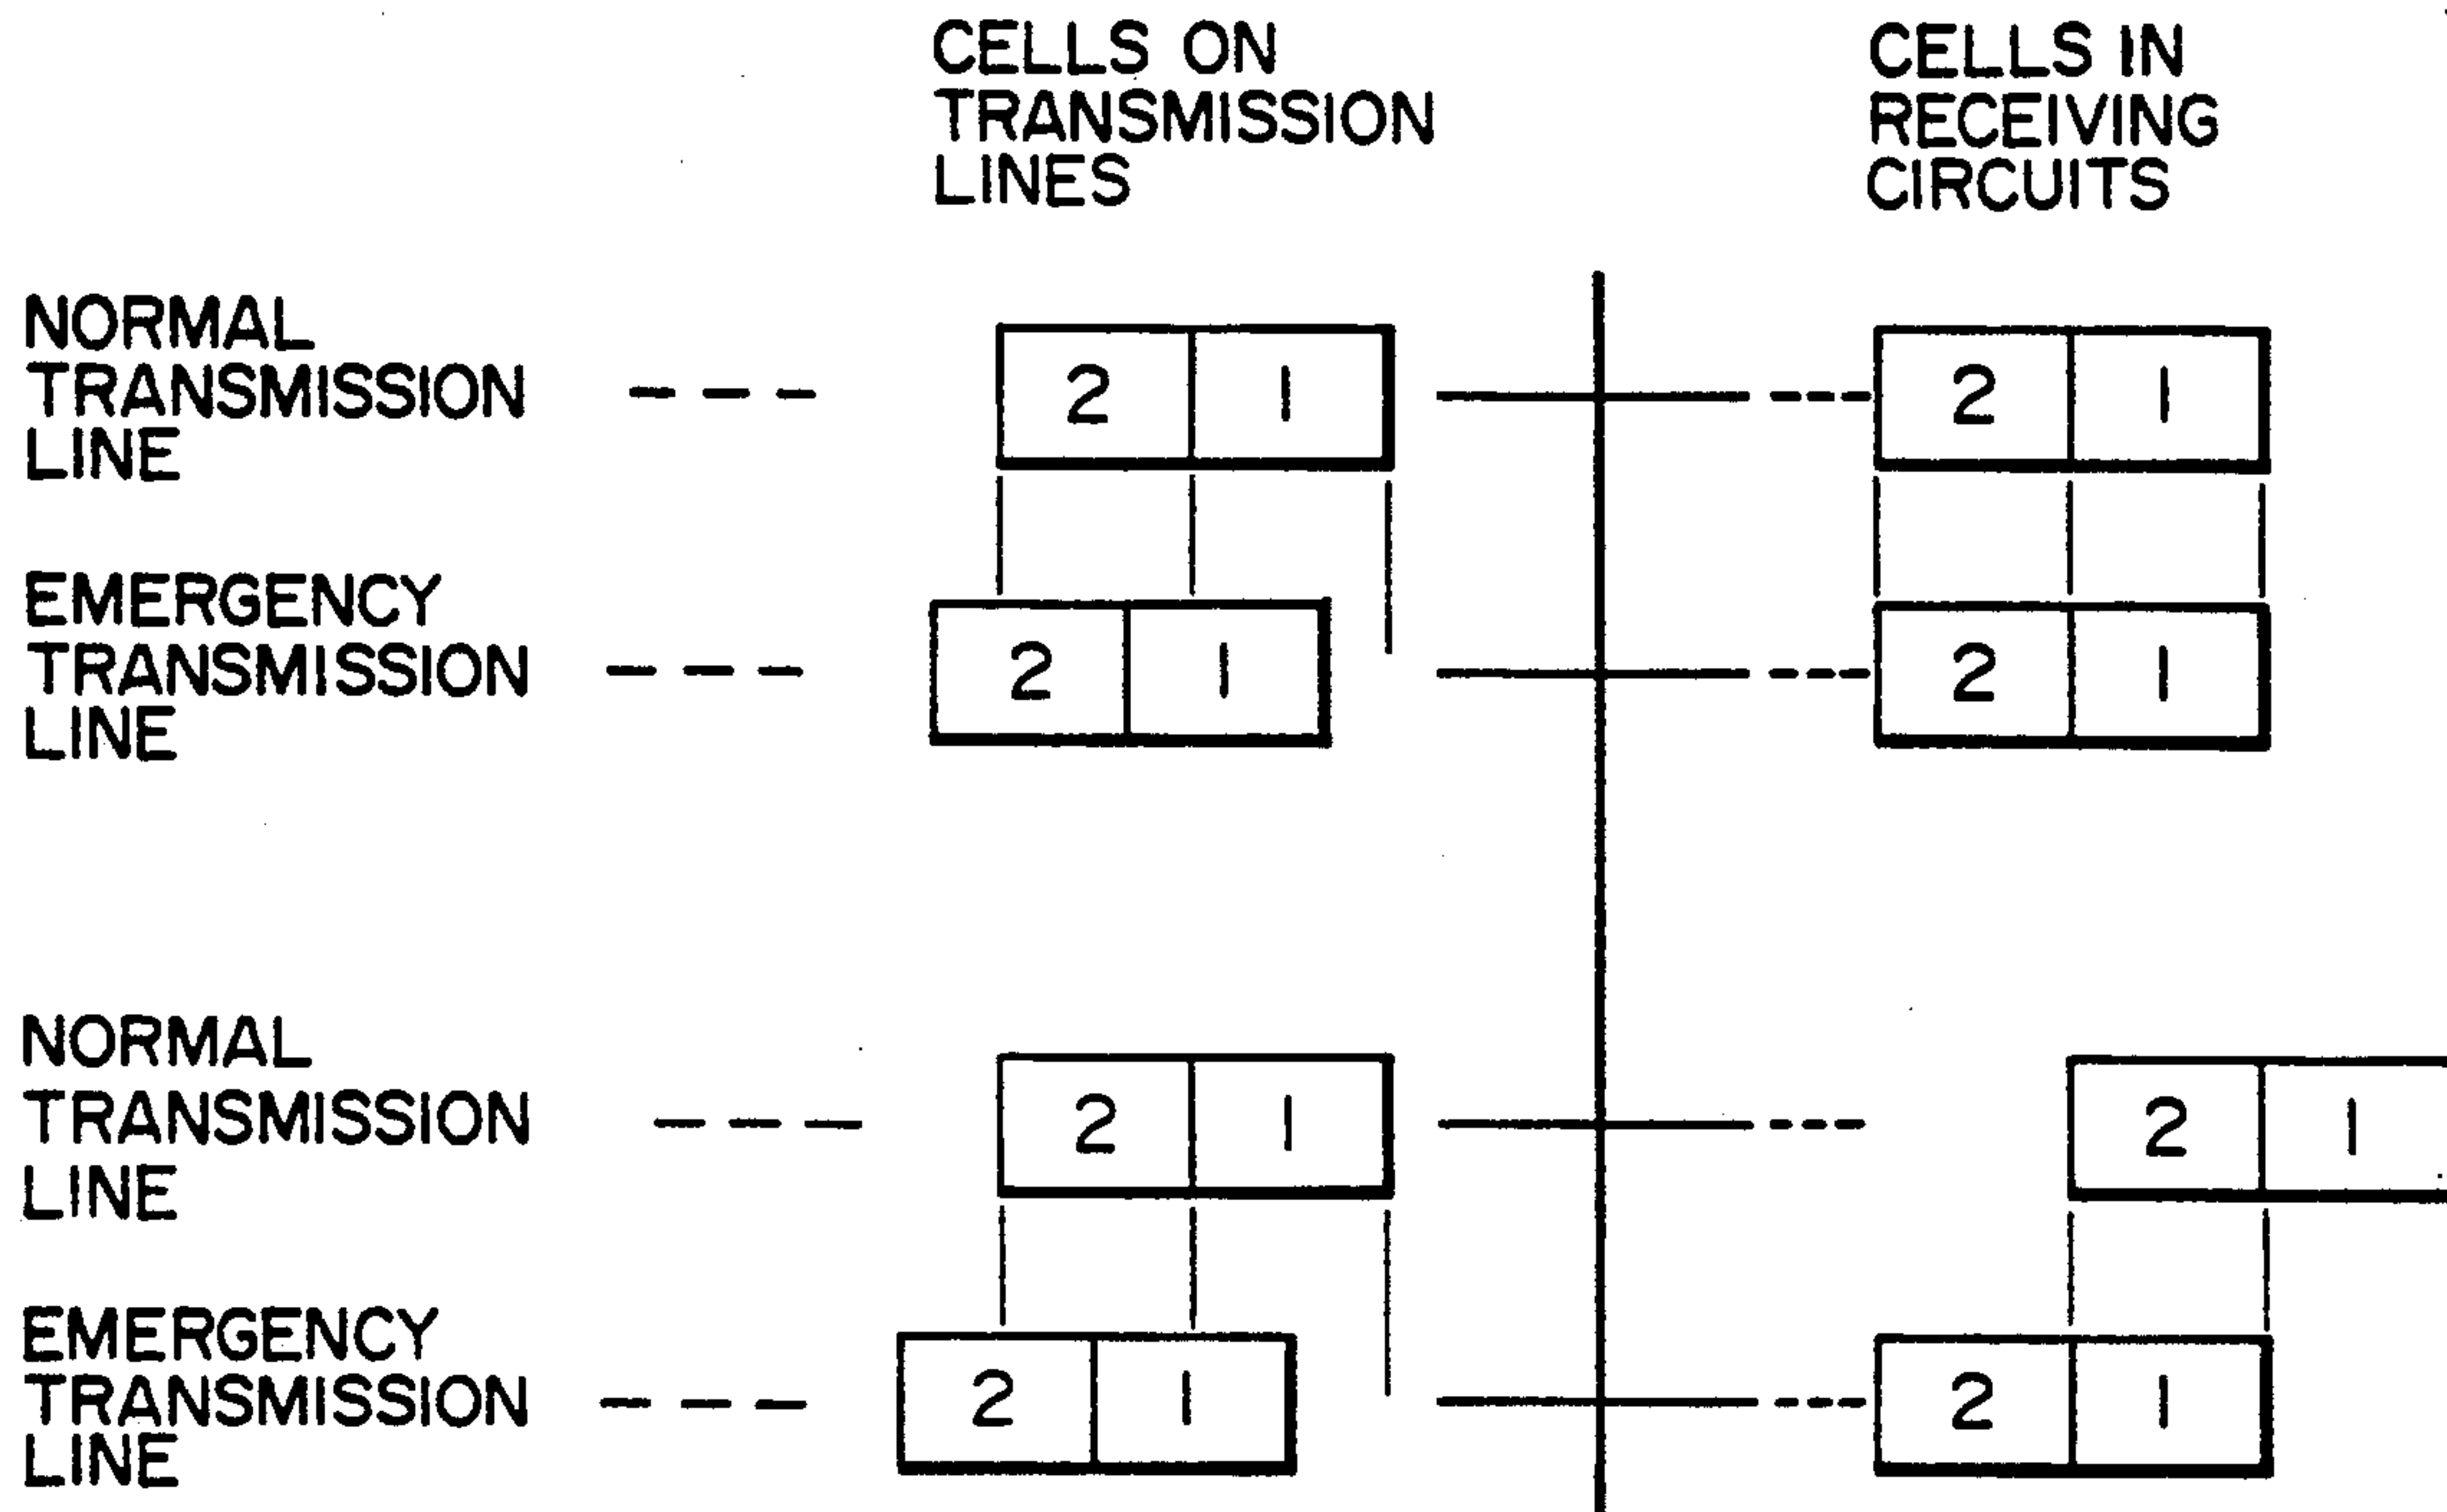 CELLS ON
TRANSMISSION
LINES
CELLS IN
RECEIVING
CIRCUITS
NORMAL
TRANSMISSION
LINE
2 1
2 1
EMERGENCY
TRANSMISSION
LINE
2 1
2 1
NORMAL
TRANSMISSION
LINE
2 1
2 1
EMERGENCY
TRANSMISSION
LINE
2 1
2 1